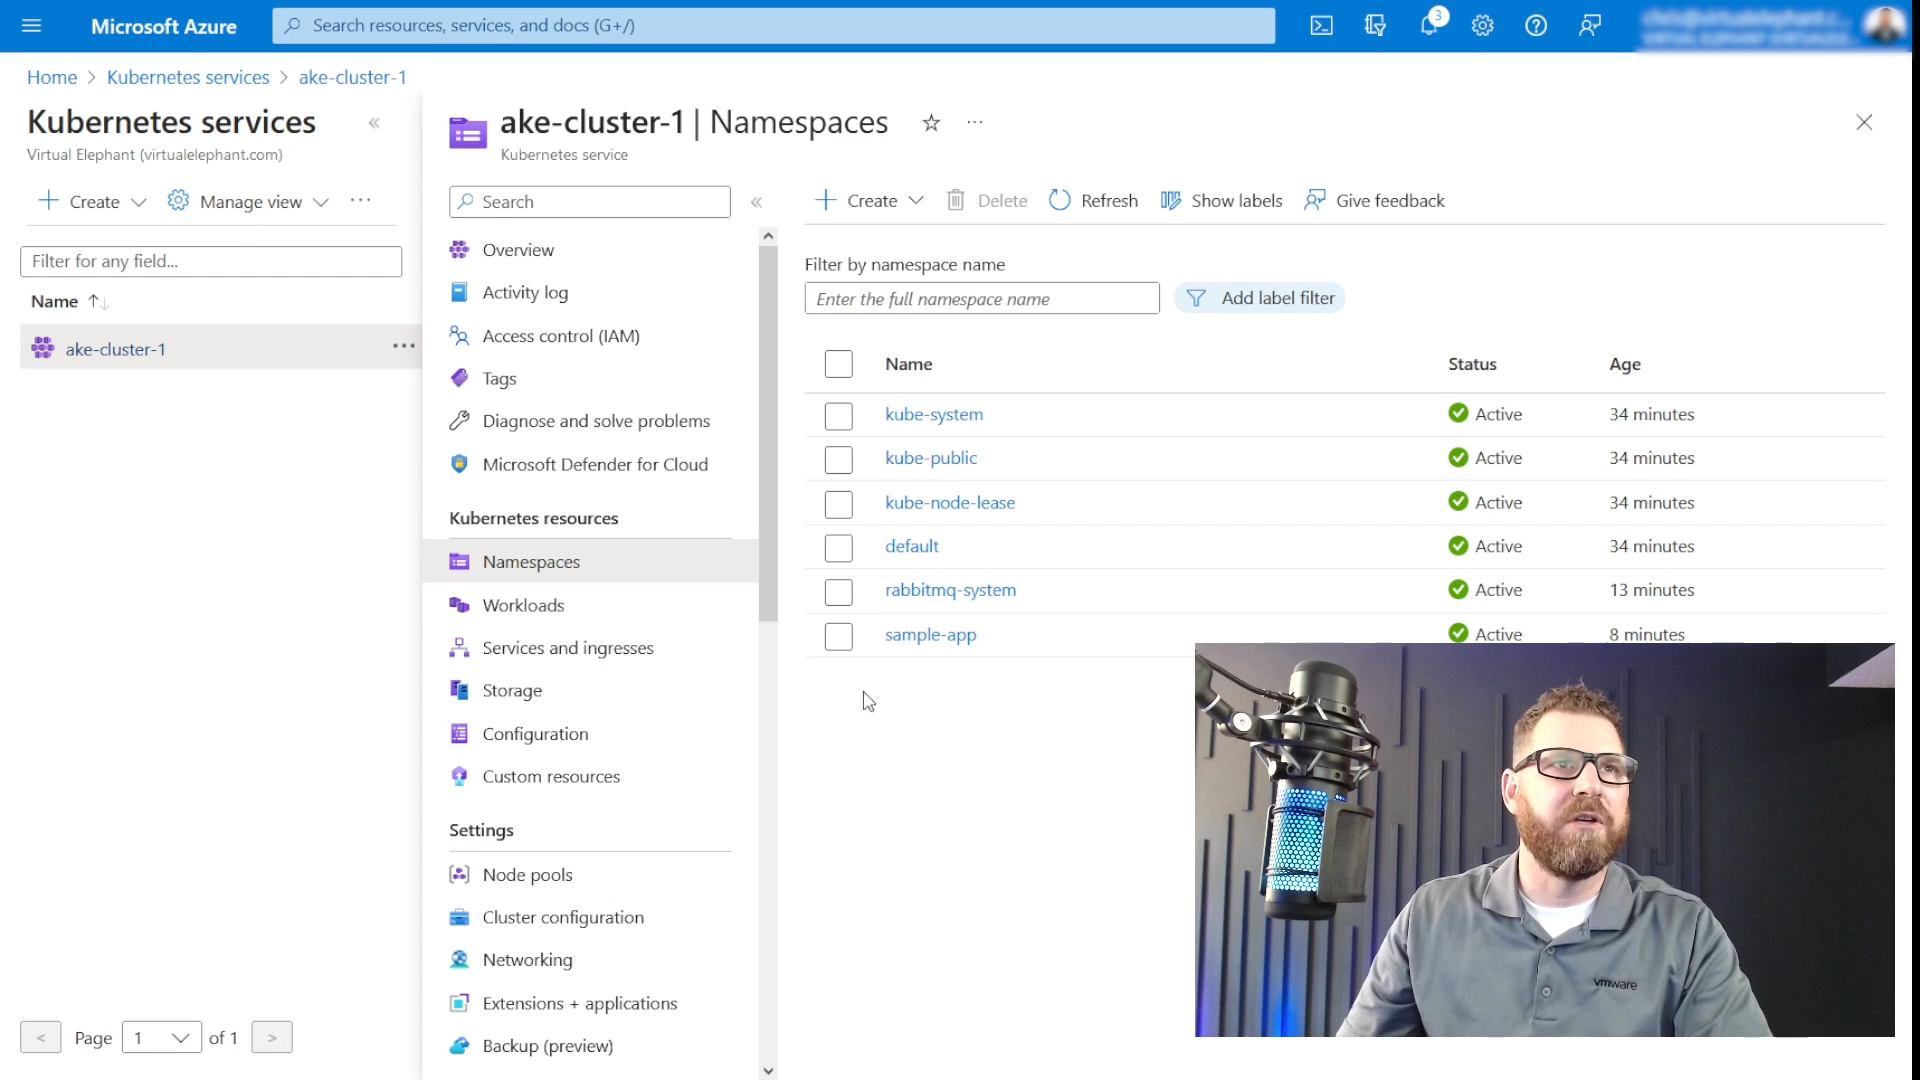 Microsoft Azure
Search resources, services, and docs (G+/)
3
Home > Kubernetes services > ake-cluster-1
Kubernetes services
Virtual Elephant (virtualelephant.com)
Create
Manage view
Filter for any field...
Name
ake-cluster-1
< Page 1 of 1 >
ake-cluster-1 | Namespaces
Kubernetes service
Search
Overview
Activity log
Access control (IAM)
Tags
Diagnose and solve problems
Microsoft Defender for Cloud
Kubernetes resources
Namespaces
Workloads
Services and ingresses
Storage
Configuration
Custom resources
Settings
Node pools
Cluster configuration
Networking
Extensions + applications
Backup (preview)
Create Delete Refresh Show labels Give feedback
Filter by namespace name
Enter the full namespace name Add label filter
Name Status Age
kube-system Active 34 minutes
kube-public Active 34 minutes
kube-node-lease Active 34 minutes
default Active 34 minutes
rabbitmq-system Active 13 minutes
sample-app Active 8 minutes
vmware